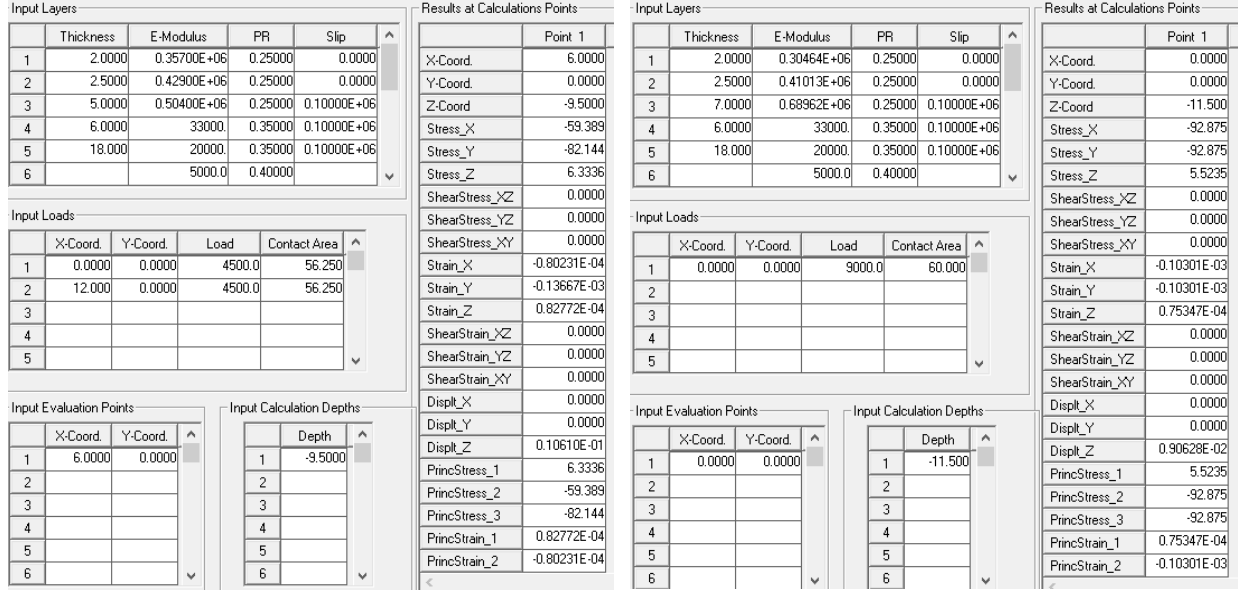 Input Layers
Thickness E-Modulus PR Slip
1 2.0000 0.35700E+06 0.25000 0.0000
2 2.5000 0.42900E+06 0.25000 0.0000
3 5.0000 0.50400E+06 0.25000 0.10000E+06
4 6.0000 33000. 0.35000 0.10000E+06
5 18.000 20000. 0.35000 0.10000E+06
6 5000.0 0.40000
Input Loads
X-Coord. Y-Coord. Load Contact Area
1 0.0000 0.0000 4500.0 56.250
2 12.000 0.0000 4500.0 56.250
3
4
5
Input Evaluation Points
X-Coord. Y-Coord.
1 6.0000 0.0000
2
3
4
5
6
Input Calculation Depths
Depth
1 -9.5000
2
3
4
5
6
Results at Calculations Points
Point 1
X-Coord. 6.0000
Y-Coord. 0.0000
Z-Coord -9.5000
Stress_X -59.389
Stress_Y -82.144
Stress_Z 6.3336
ShearStress_XZ 0.0000
ShearStress_YZ 0.0000
ShearStress_XY 0.0000
Strain_X -0.80231E-04
Strain_Y -0.13667E-03
Strain_Z 0.82772E-04
ShearStrain_XZ 0.0000
ShearStrain_YZ 0.0000
ShearStrain_XY 0.0000
Displt_X 0.0000
Displt_Y 0.0000
Displt_Z 0.10610E-01
PrincStress_1 6.3336
PrincStress_2 -59.389
PrincStress_3 -82.144
PrincStrain_1 0.82772E-04
PrincStrain_2 -0.80231E-04
Input Layers
Thickness E-Modulus PR Slip
1 2.0000 0.30464E+06 0.25000 0.0000
2 2.5000 0.41013E+06 0.25000 0.0000
3 7.0000 0.68962E+06 0.25000 0.10000E+06
4 6.0000 33000. 0.35000 0.10000E+06
5 18.000 20000. 0.35000 0.10000E+06
6 5000.0 0.40000
Input Loads
X-Coord. Y-Coord. Load Contact Area
1 0.0000 0.0000 9000.0 60.000
2
3
4
5
Input Evaluation Points
X-Coord. Y-Coord.
1 0.0000 0.0000
2
3
4
5
6
Input Calculation Depths
Depth
1 -11.500
2
3
4
5
6
Results at Calculations Points
Point 1
X-Coord. 0.0000
Y-Coord. 0.0000
Z-Coord -11.500
Stress_X -92.875
Stress_Y -92.875
Stress_Z 5.5235
ShearStress_XZ 0.0000
ShearStress_YZ 0.0000
ShearStress_XY 0.0000
Strain_X -0.10301E-03
Strain_Y -0.10301E-03
Strain_Z 0.75347E-04
ShearStrain_XZ 0.0000
ShearStrain_YZ 0.0000
ShearStrain_XY 0.0000
Displt_X 0.0000
Displt_Y 0.0000
Displt_Z 0.90628E-02
PrincStress_1 5.5235
PrincStress_2 -92.875
PrincStress_3 -92.875
PrincStrain_1 0.75347E-04
PrincStrain_2 -0.10301E-03